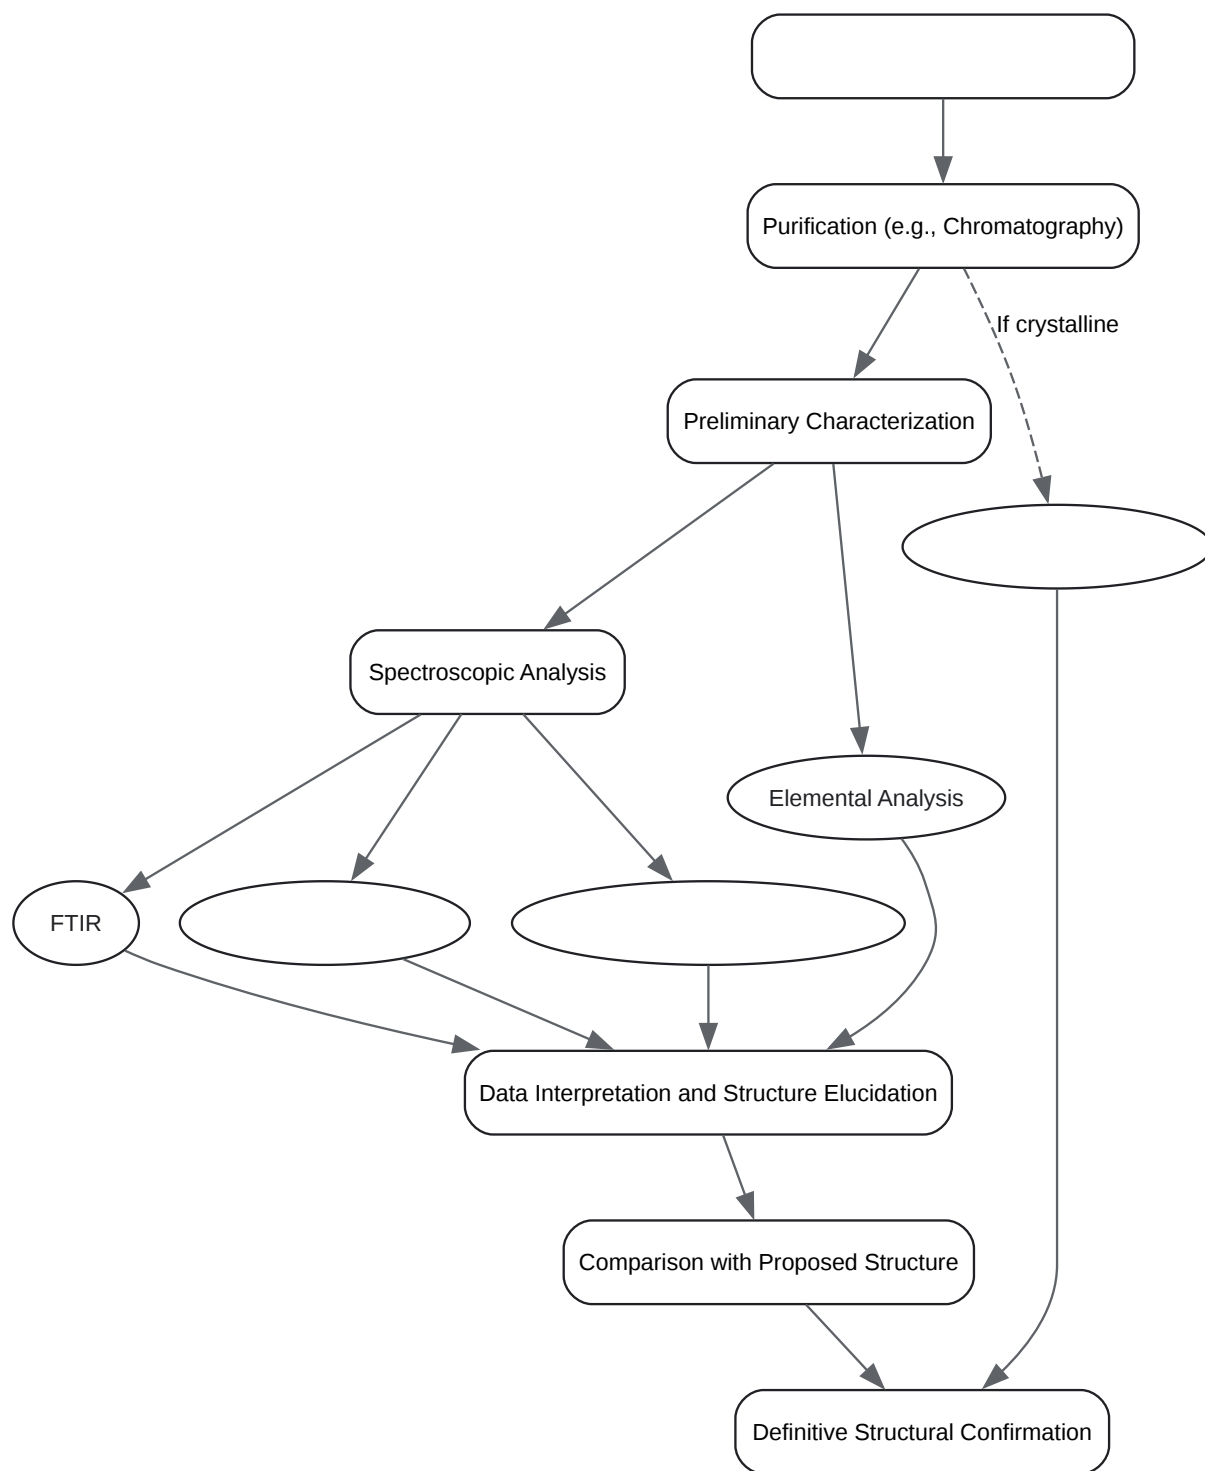 Purification (e.g., Chromatography)
If crystalline
Preliminary Characterization
Spectroscopic Analysis
Elemental Analysis
FTIR
Data Interpretation and Structure Elucidation
Comparison with Proposed Structure
Definitive Structural Confirmation